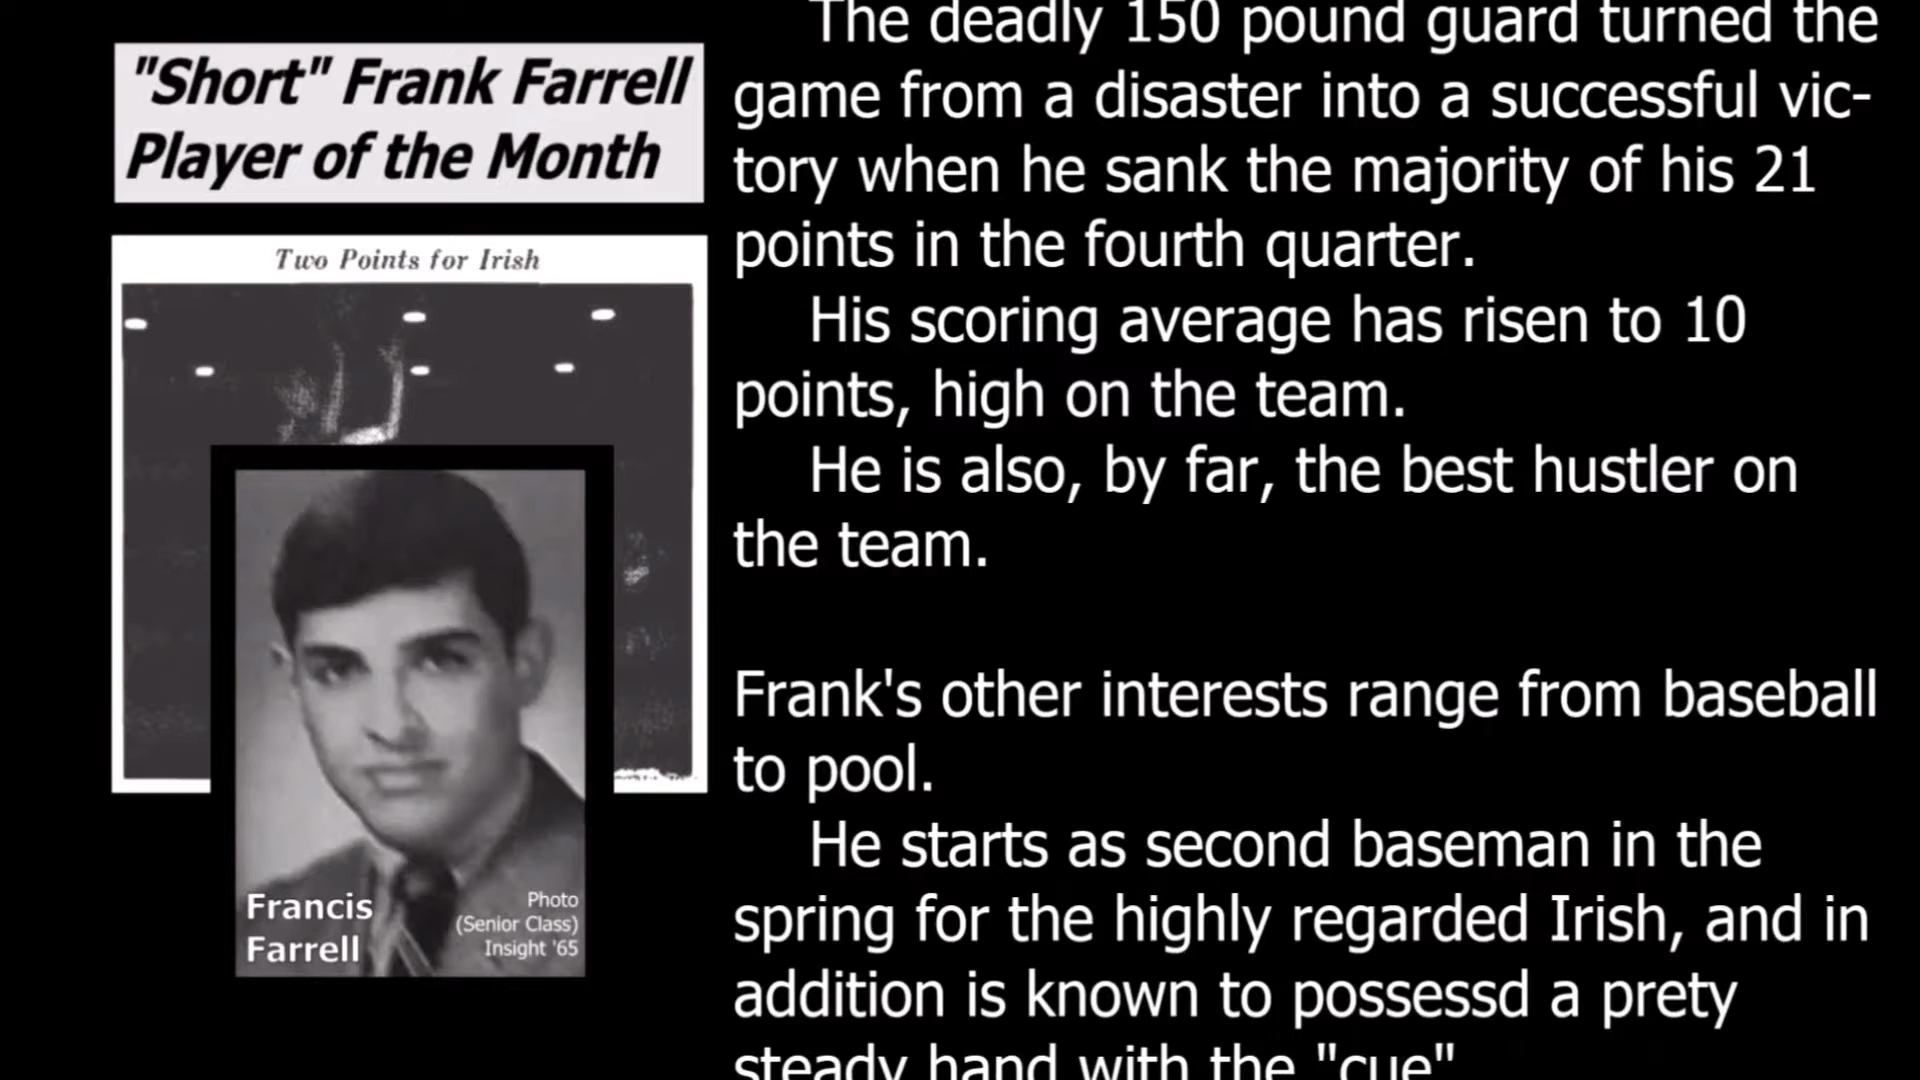 "Short" Frank Farrell
Player of the Month
Two Points for Irish
Francis
Farrell
Photo
(Senior Class)
Insight '65
The deadly 150 pound guard turned the
game from a disaster into a successful vic-
tory when he sank the majority of his 21
points in the fourth quarter.
His scoring average has risen to 10
points, high on the team.
He is also, by far, the best hustler on
the team.
Frank's other interests range from baseball
to pool.
He starts as second baseman in the
spring for the highly regarded Irish, and in
addition is known to possessd a prety
steady hand with the "cue"